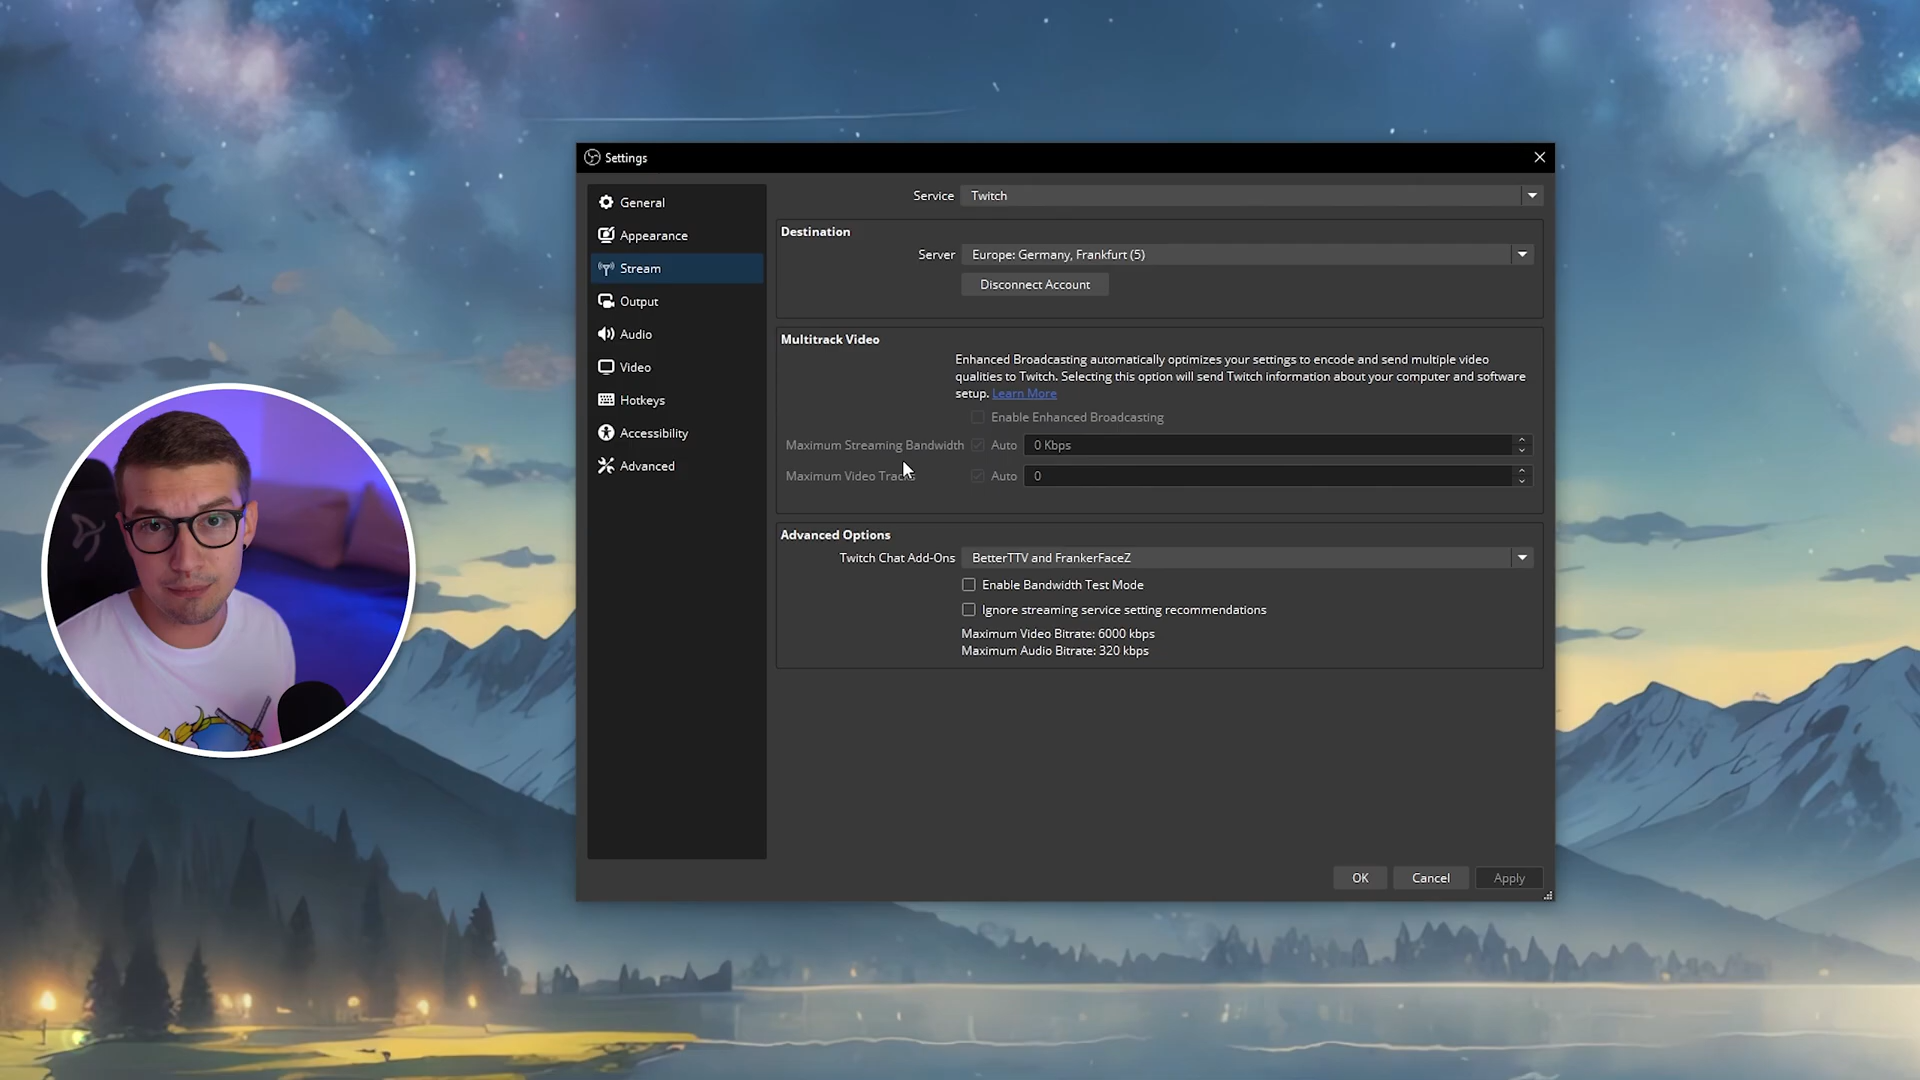 Settings
General
Appearance
Stream
Output
Audio
Video
Hotkeys
Accessibility
Advanced
Service Twitch
Destination
Server Europe: Germany, Frankfurt (5)
Disconnect Account
Multitrack Video
Enhanced Broadcasting automatically optimizes your settings to encode and send multiple video
qualities to Twitch. Selecting this option will send Twitch information about your computer and software
setup. Learn More
Enable Enhanced Broadcasting
Maximum Streaming Bandwidth Auto 0 Kbps
Maximum Video Tracks Auto 0
Advanced Options
Twitch Chat Add-Ons BetterTTV and FrankerFaceZ
Enable Bandwidth Test Mode
Ignore streaming service setting recommendations
Maximum Video Bitrate: 6000 kbps
Maximum Audio Bitrate: 320 kbps
OK Cancel Apply